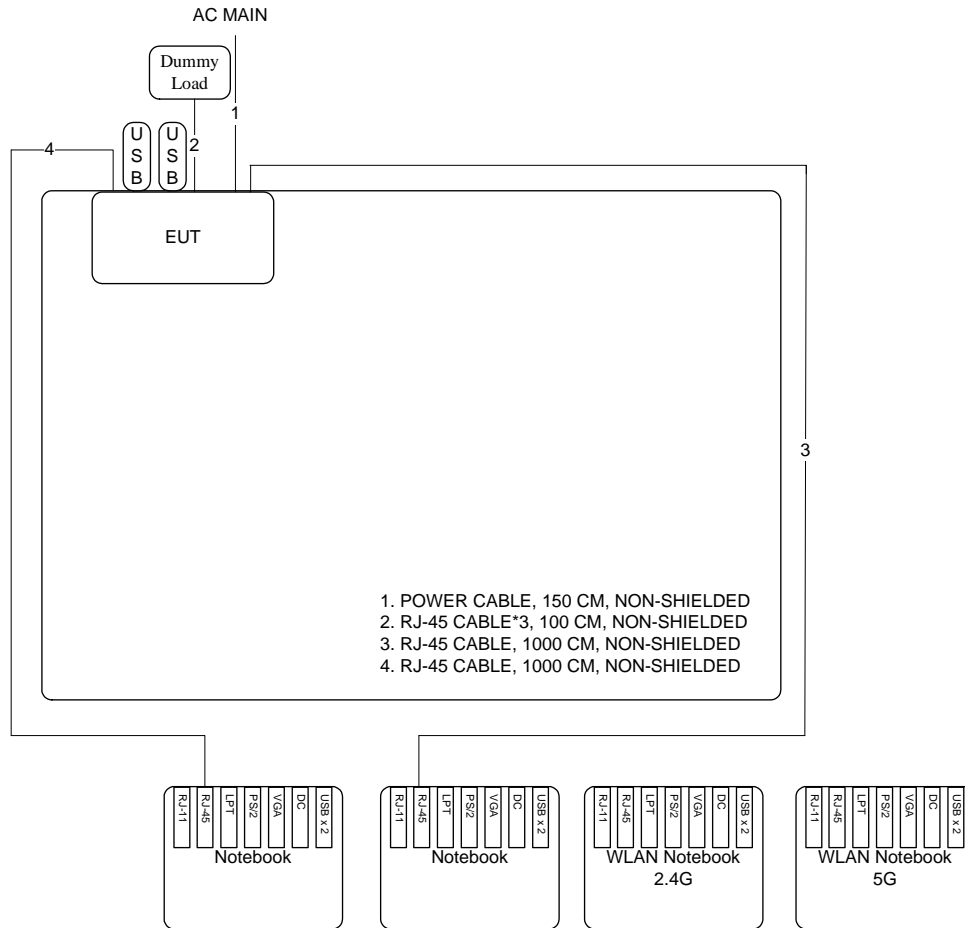 AC MAIN
Dummy
Load
1
USB
USB
2
4
EUT
3
1. POWER CABLE, 150 CM, NON-SHIELDED
2. RJ-45 CABLE*3, 100 CM, NON-SHIELDED
3. RJ-45 CABLE, 1000 CM, NON-SHIELDED
4. RJ-45 CABLE, 1000 CM, NON-SHIELDED
RJ-11
RJ-45
LPT
PS/2
VGA
DC
USB x 2
Notebook
RJ-11
RJ-45
LPT
PS/2
VGA
DC
USB x 2
Notebook
RJ-11
RJ-45
LPT
PS/2
VGA
DC
USB x 2
WLAN Notebook
2.4G
RJ-11
RJ-45
LPT
PS/2
VGA
DC
USB x 2
WLAN Notebook
5G